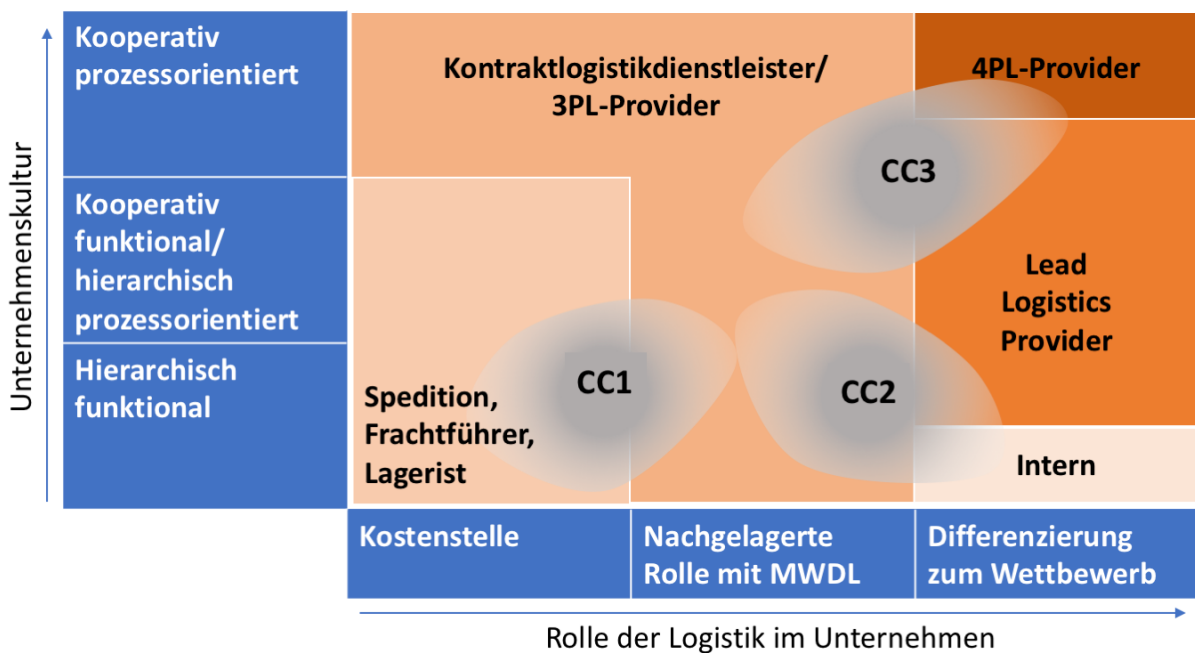 Unternehmenskultur
Kooperativ
prozessorientiert
Kooperativ
funktional/
hierarchisch
prozessorientiert
Hierarchisch
funktional
Kontraktlogistikdienstleister/
3PL-Provider
4PL-Provider
CC3
Lead
Logistics
Provider
CC1
CC2
Spedition,
Frachtführer,
Lagerist
Intern
Kostenstelle
Nachgelagerte
Rolle mit MWDL
Differenzierung
zum Wettbewerb
Rolle der Logistik im Unternehmen